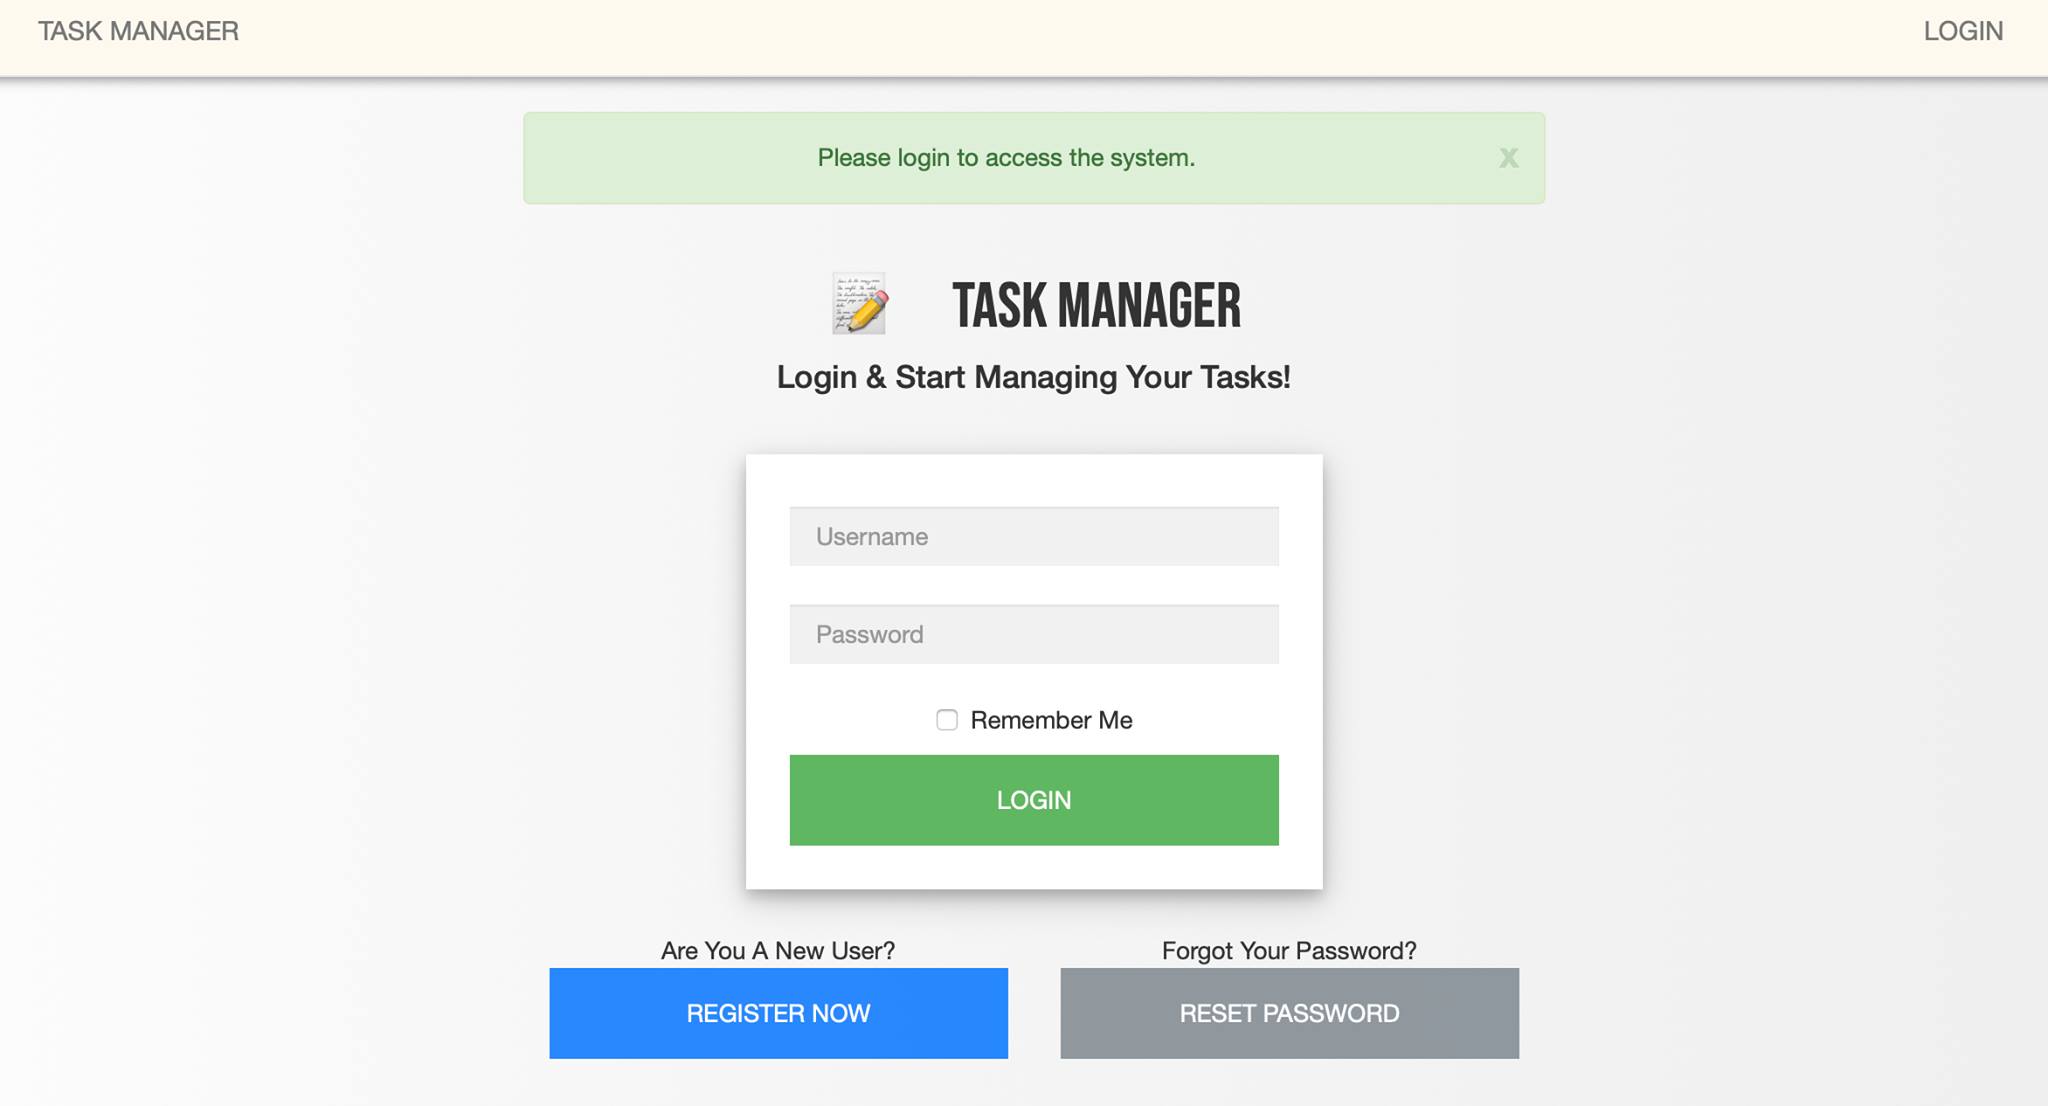 TASK MANAGER
LOGIN
Please login to access the system.
x
TASK MANAGER
Login & Start Managing Your Tasks!
Username
Password
Remember Me
LOGIN
Are You A New User?
Forgot Your Password?
REGISTER NOW
RESET PASSWORD